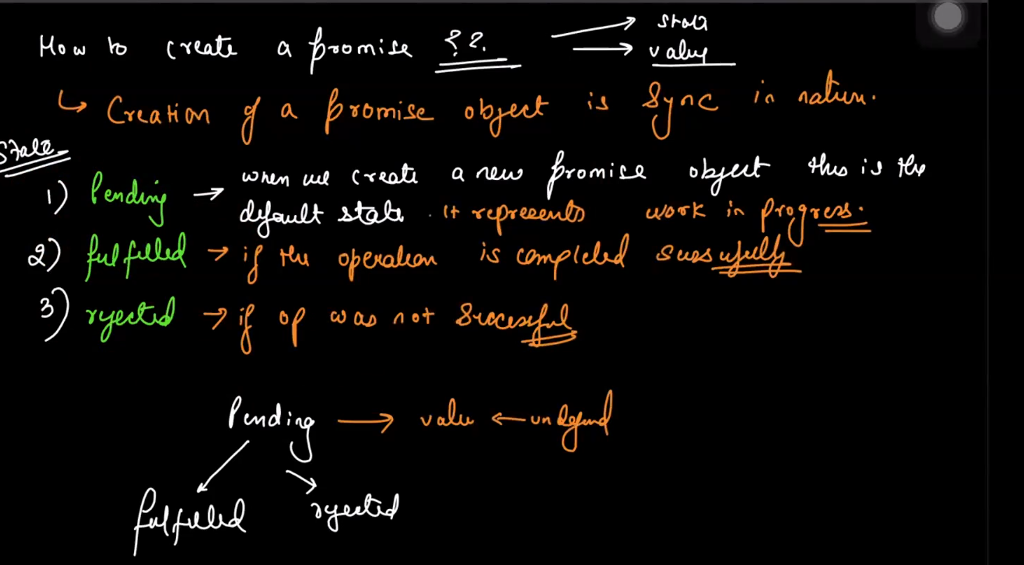 How to create a promise ??.
state
value
Creation of a promise object is Sync in nature.
State
1) Pending → when we create a new promise object this is the
default state. It represents work in progress.
2) fulfilled → if the operation is completed sucssufully
3) rejected → if op was not successful
Pending → value ← undefined
fulfilled rejected